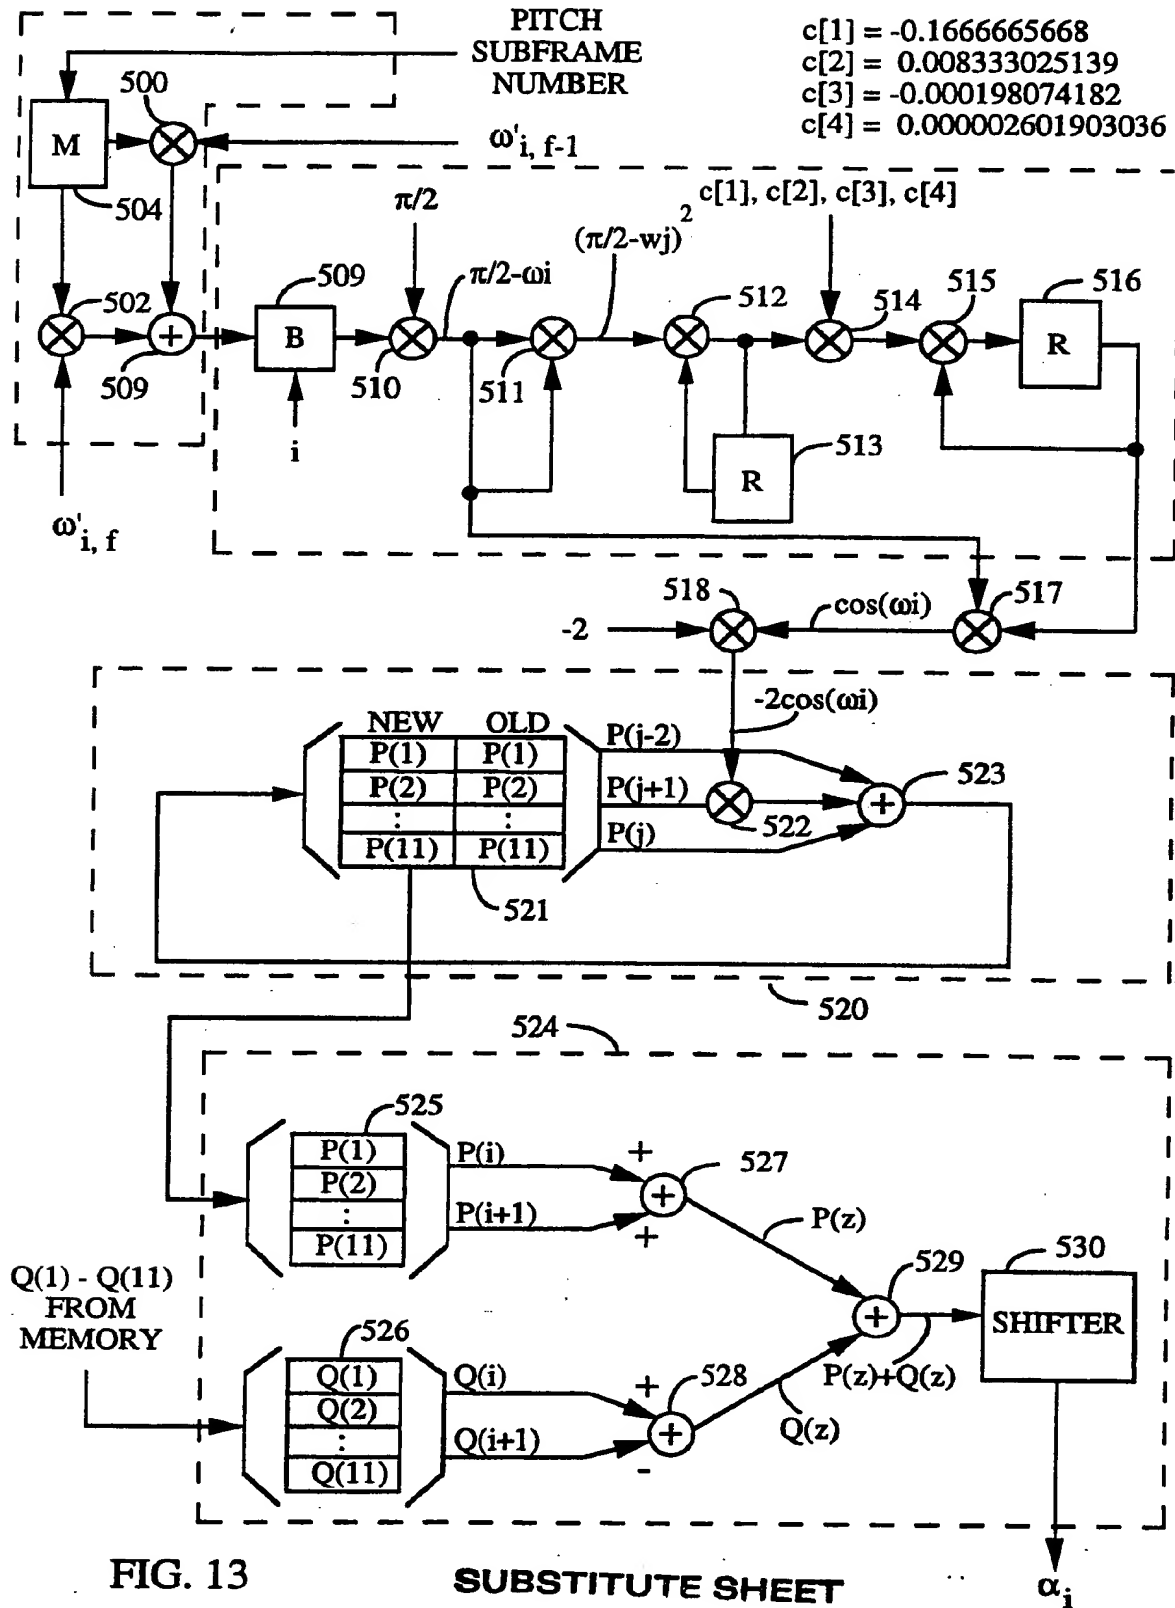 PITCH
SUBFRAME
NUMBER
c[1] = -0.1666665668
c[2] = 0.008333025139
c[3] = -0.000198074182
c[4] = 0.000002601903036
500
M
504
ω'i, f-1
π/2
c[1], c[2], c[3], c[4]
509
π/2-ωi
(π/2-wj)²
502
B
512
514
515
516
R
509
510
511
513
R
i
ω'i, f
518
cos(ωi)
517
-2
-2cos(ωi)
NEW OLD
P(1) P(1)
P(2) P(2)
: :
P(11) P(11)
P(j-2)
P(j+1)
P(j)
522
523
521
520
524
525
P(1)
P(2)
:
P(11)
P(i)
P(i+1)
+
+
527
P(z)
Q(1) - Q(11)
FROM
MEMORY
526
Q(1)
Q(2)
:
Q(11)
Q(i)
Q(i+1)
+
-
528
Q(z)
529
P(z)+Q(z)
530
SHIFTER
αi
FIG. 13
SUBSTITUTE SHEET